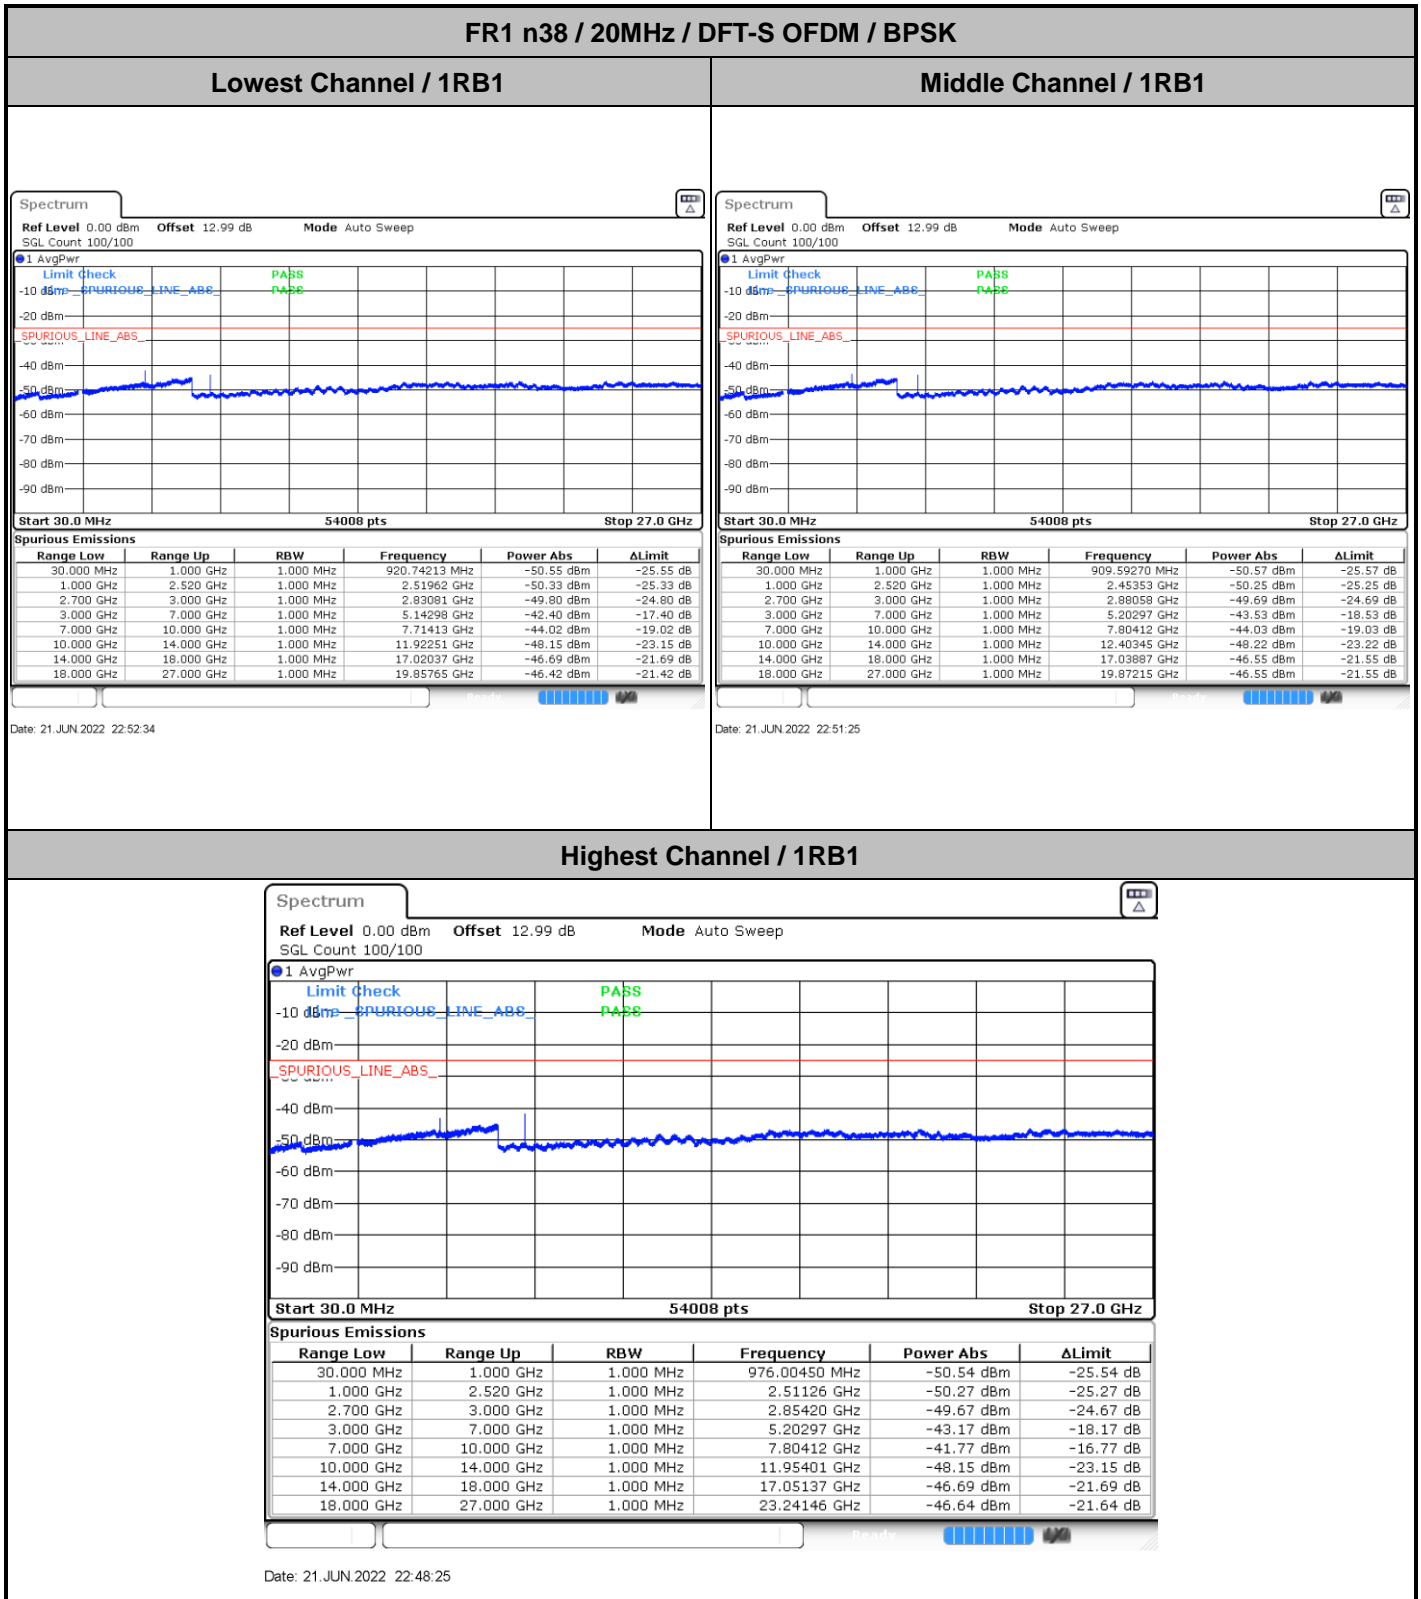 FR1 n38 / 20MHz / DFT-S OFDM / BPSK
Lowest Channel / 1RB1
Middle Channel / 1RB1
Spectrum
Ref Level 0.00 dBm Offset 12.99 dB Mode Auto Sweep
SGL Count 100/100
1 AvgPwr
Limit Check PASS
-10 dBm Line _SPURIOUS_LINE_ABS_ PASS
-20 dBm
_SPURIOUS_LINE_ABS_
-40 dBm
-50 dBm
-60 dBm
-70 dBm
-80 dBm
-90 dBm
Start 30.0 MHz 54008 pts Stop 27.0 GHz
Spurious Emissions
Range Low Range Up RBW Frequency Power Abs ΔLimit
30.000 MHz 1.000 GHz 1.000 MHz 920.74213 MHz -50.55 dBm -25.55 dB
1.000 GHz 2.520 GHz 1.000 MHz 2.51962 GHz -50.33 dBm -25.33 dB
2.700 GHz 3.000 GHz 1.000 MHz 2.83081 GHz -49.80 dBm -24.80 dB
3.000 GHz 7.000 GHz 1.000 MHz 5.14298 GHz -42.40 dBm -17.40 dB
7.000 GHz 10.000 GHz 1.000 MHz 7.71413 GHz -44.02 dBm -19.02 dB
10.000 GHz 14.000 GHz 1.000 MHz 11.92251 GHz -48.15 dBm -23.15 dB
14.000 GHz 18.000 GHz 1.000 MHz 17.02037 GHz -46.69 dBm -21.69 dB
18.000 GHz 27.000 GHz 1.000 MHz 19.85765 GHz -46.42 dBm -21.42 dB
Ready
Date: 21.JUN.2022 22:52:34
Spectrum
Ref Level 0.00 dBm Offset 12.99 dB Mode Auto Sweep
SGL Count 100/100
1 AvgPwr
Limit Check PASS
-10 dBm Line _SPURIOUS_LINE_ABS_ PASS
-20 dBm
_SPURIOUS_LINE_ABS_
-40 dBm
-50 dBm
-60 dBm
-70 dBm
-80 dBm
-90 dBm
Start 30.0 MHz 54008 pts Stop 27.0 GHz
Spurious Emissions
Range Low Range Up RBW Frequency Power Abs ΔLimit
30.000 MHz 1.000 GHz 1.000 MHz 909.59270 MHz -50.57 dBm -25.57 dB
1.000 GHz 2.520 GHz 1.000 MHz 2.45353 GHz -50.25 dBm -25.25 dB
2.700 GHz 3.000 GHz 1.000 MHz 2.88058 GHz -49.69 dBm -24.69 dB
3.000 GHz 7.000 GHz 1.000 MHz 5.20297 GHz -43.53 dBm -18.53 dB
7.000 GHz 10.000 GHz 1.000 MHz 7.80412 GHz -44.03 dBm -19.03 dB
10.000 GHz 14.000 GHz 1.000 MHz 12.40345 GHz -48.22 dBm -23.22 dB
14.000 GHz 18.000 GHz 1.000 MHz 17.03887 GHz -46.55 dBm -21.55 dB
18.000 GHz 27.000 GHz 1.000 MHz 19.87215 GHz -46.55 dBm -21.55 dB
Ready
Date: 21.JUN.2022 22:51:25
Highest Channel / 1RB1
Spectrum
Ref Level 0.00 dBm Offset 12.99 dB Mode Auto Sweep
SGL Count 100/100
1 AvgPwr
Limit Check PASS
-10 dBm Line _SPURIOUS_LINE_ABS_ PASS
-20 dBm
_SPURIOUS_LINE_ABS_
-40 dBm
-50 dBm
-60 dBm
-70 dBm
-80 dBm
-90 dBm
Start 30.0 MHz 54008 pts Stop 27.0 GHz
Spurious Emissions
Range Low Range Up RBW Frequency Power Abs ΔLimit
30.000 MHz 1.000 GHz 1.000 MHz 976.00450 MHz -50.54 dBm -25.54 dB
1.000 GHz 2.520 GHz 1.000 MHz 2.51126 GHz -50.27 dBm -25.27 dB
2.700 GHz 3.000 GHz 1.000 MHz 2.85420 GHz -49.67 dBm -24.67 dB
3.000 GHz 7.000 GHz 1.000 MHz 5.20297 GHz -43.17 dBm -18.17 dB
7.000 GHz 10.000 GHz 1.000 MHz 7.80412 GHz -41.77 dBm -16.77 dB
10.000 GHz 14.000 GHz 1.000 MHz 11.95401 GHz -48.15 dBm -23.15 dB
14.000 GHz 18.000 GHz 1.000 MHz 17.05137 GHz -46.69 dBm -21.69 dB
18.000 GHz 27.000 GHz 1.000 MHz 23.24146 GHz -46.64 dBm -21.64 dB
Ready
Date: 21.JUN.2022 22:48:25